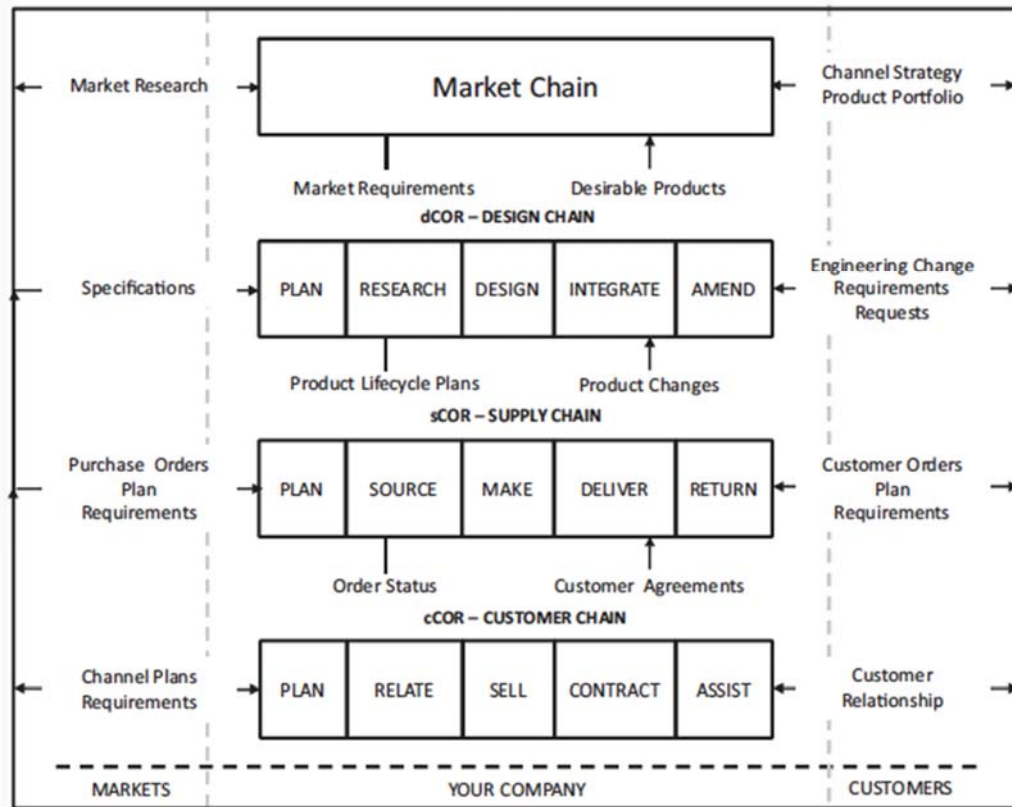 Market Research
Market Chain
Channel Strategy
Product Portfolio
Market Requirements
Desirable Products
dCOR – DESIGN CHAIN
Specifications
PLAN
RESEARCH
DESIGN
INTEGRATE
AMEND
Engineering Change
Requirements
Requests
Product Lifecycle Plans
Product Changes
sCOR – SUPPLY CHAIN
Purchase Orders
Plan
Requirements
PLAN
SOURCE
MAKE
DELIVER
RETURN
Customer Orders
Plan
Requirements
Order Status
Customer Agreements
cCOR – CUSTOMER CHAIN
Channel Plans
Requirements
PLAN
RELATE
SELL
CONTRACT
ASSIST
Customer
Relationship
MARKETS
YOUR COMPANY
CUSTOMERS